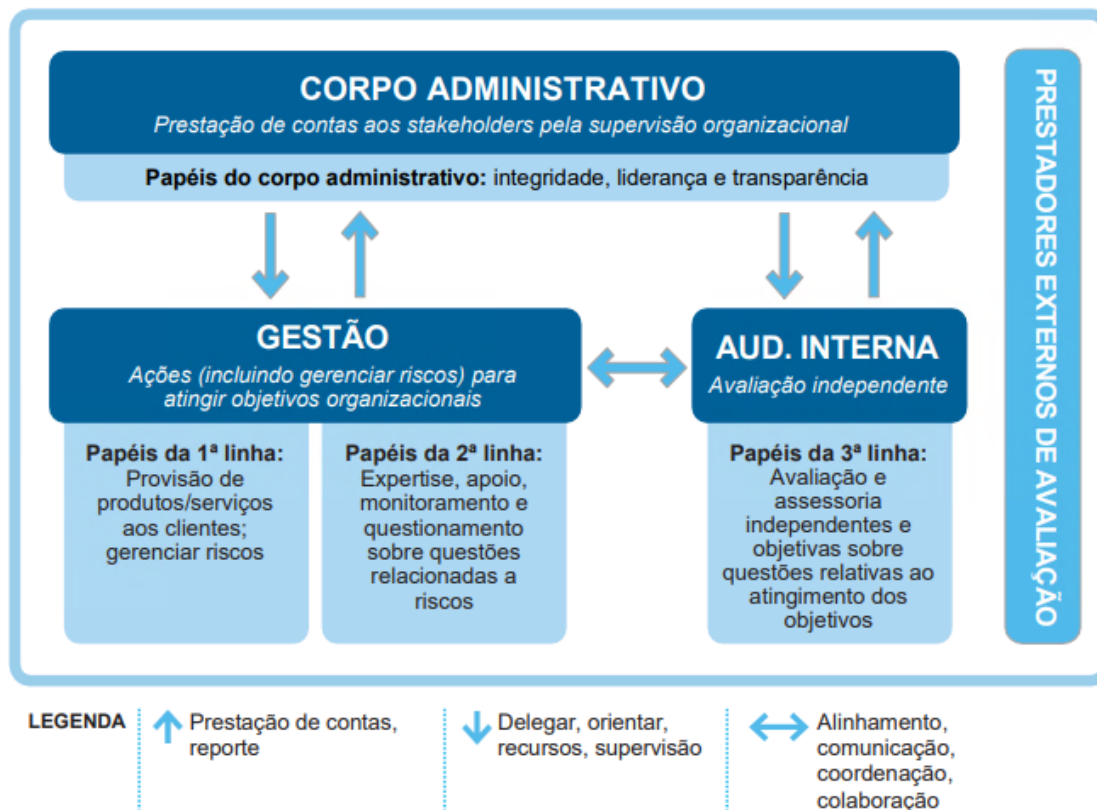 CORPO ADMINISTRATIVO
Prestação de contas aos stakeholders pela supervisão organizacional
Papéis do corpo administrativo: integridade, liderança e transparência
GESTÃO
Ações (incluindo gerenciar riscos) para
atingir objetivos organizacionais
Papéis da 1ª linha:
Provisão de
produtos/serviços
aos clientes;
gerenciar riscos
Papéis da 2ª linha:
Expertise, apoio,
monitoramento e
questionamento
sobre questões
relacionadas a
riscos
AUD. INTERNA
Avaliação independente
Papéis da 3ª linha:
Avaliação e
assessoria
independentes e
objetivas sobre
questões relativas ao
atingimento dos
objetivos
PRESTADORES EXTERNOS DE AVALIAÇÃO
LEGENDA
Prestação de contas,
reporte
Delegar, orientar,
recursos, supervisão
Alinhamento,
comunicação,
coordenação,
colaboração